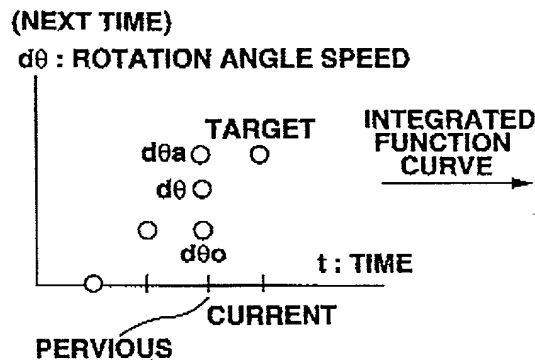 (NEXT TIME)
dθ : ROTATION ANGLE SPEED
TARGET
dθa
dθ
dθo
INTEGRATED
FUNCTION
CURVE
t : TIME
CURRENT
PERVIOUS